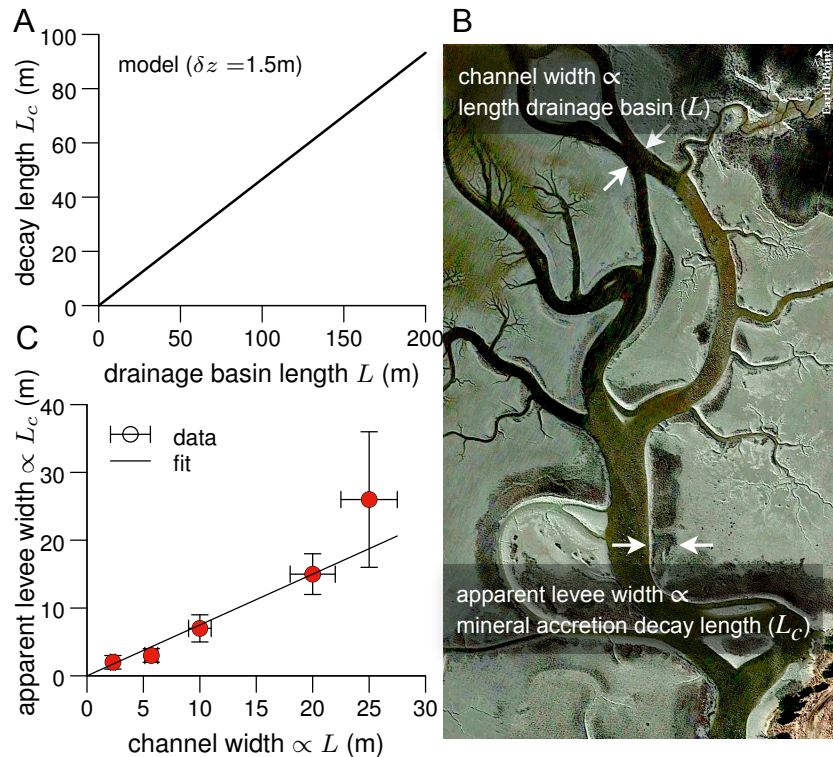 A
100
80
60
40
20
0
decay length L_c (m)
model (δz =1.5m)
0
50
100
150
200
drainage basin length L (m)
B
channel width ∝
length drainage basin (L)
Earth Point
apparent levee width ∝
mineral accretion decay length (L_C)
C
40
30
20
10
0
apparent levee width ∝ L_c (m)
data
fit
0
5
10
15
20
25
30
channel width ∝ L (m)